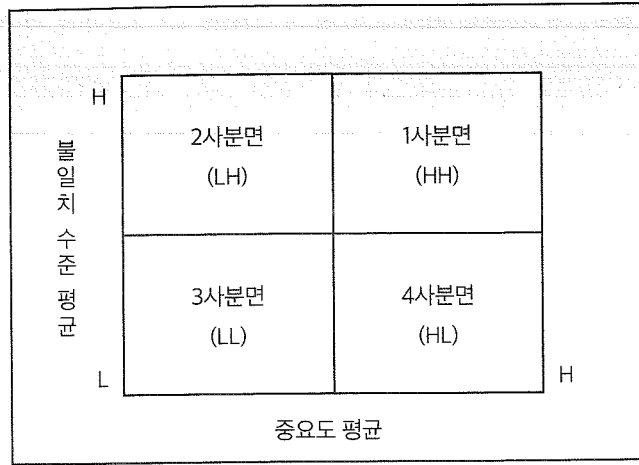 H
2사분면
(LH)
1사분면
(HH)
불일치 수준 평균
3사분면
(LL)
4사분면
(HL)
L
H
중요도 평균